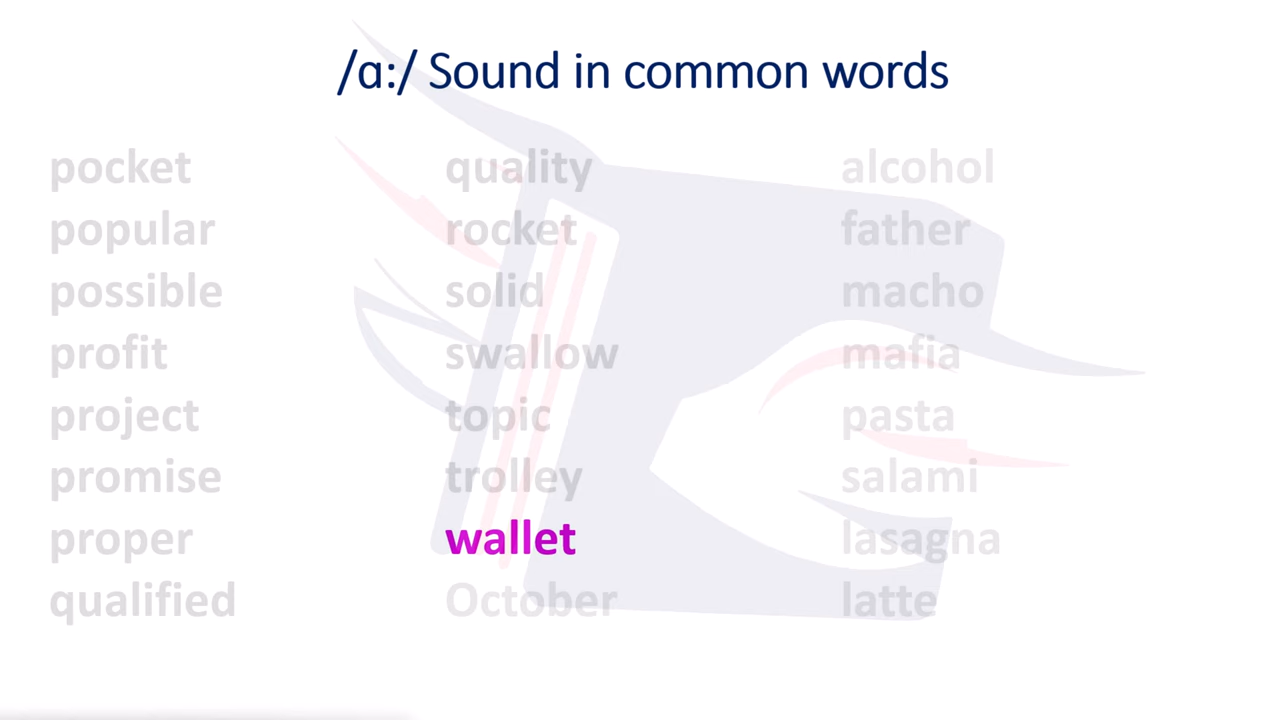 /ɑ:/ Sound in common words
pocket
popular
possible
profit
project
promise
proper
qualified
quality
rocket
solid
swallow
topic
trolley
wallet
October
alcohol
father
macho
mafia
pasta
salami
lasagna
latte